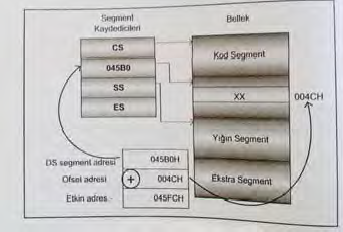 Segment
Kaydedicileri
Bellek
CS
045B0
SS
ES
Kod Segment
XX
004CH
Yığın Segment
Ekstra Segment
DS segment adresi
045B0H
Ofset adresi
+
004CH
Etkin adres
045FCH